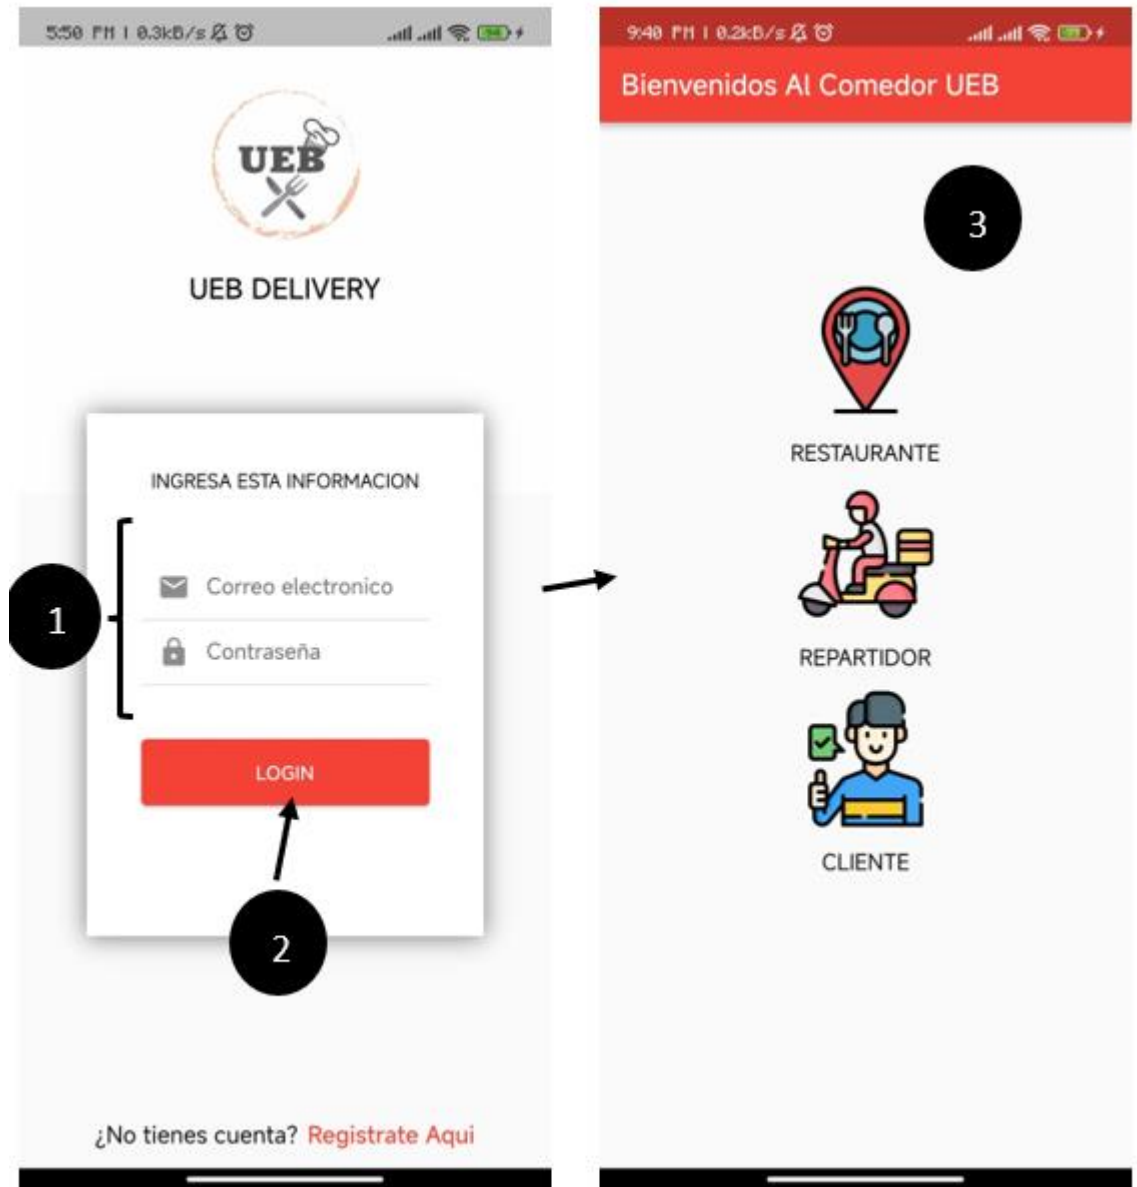 5:50 PM | 0.3kB/s
UEB
UEB DELIVERY
INGRESA ESTA INFORMACION
1
Correo electronico
Contraseña
LOGIN
2
¿No tienes cuenta? Registrate Aqui
9:40 PM | 0.2kB/s
Bienvenidos Al Comedor UEB
3
RESTAURANTE
REPARTIDOR
CLIENTE